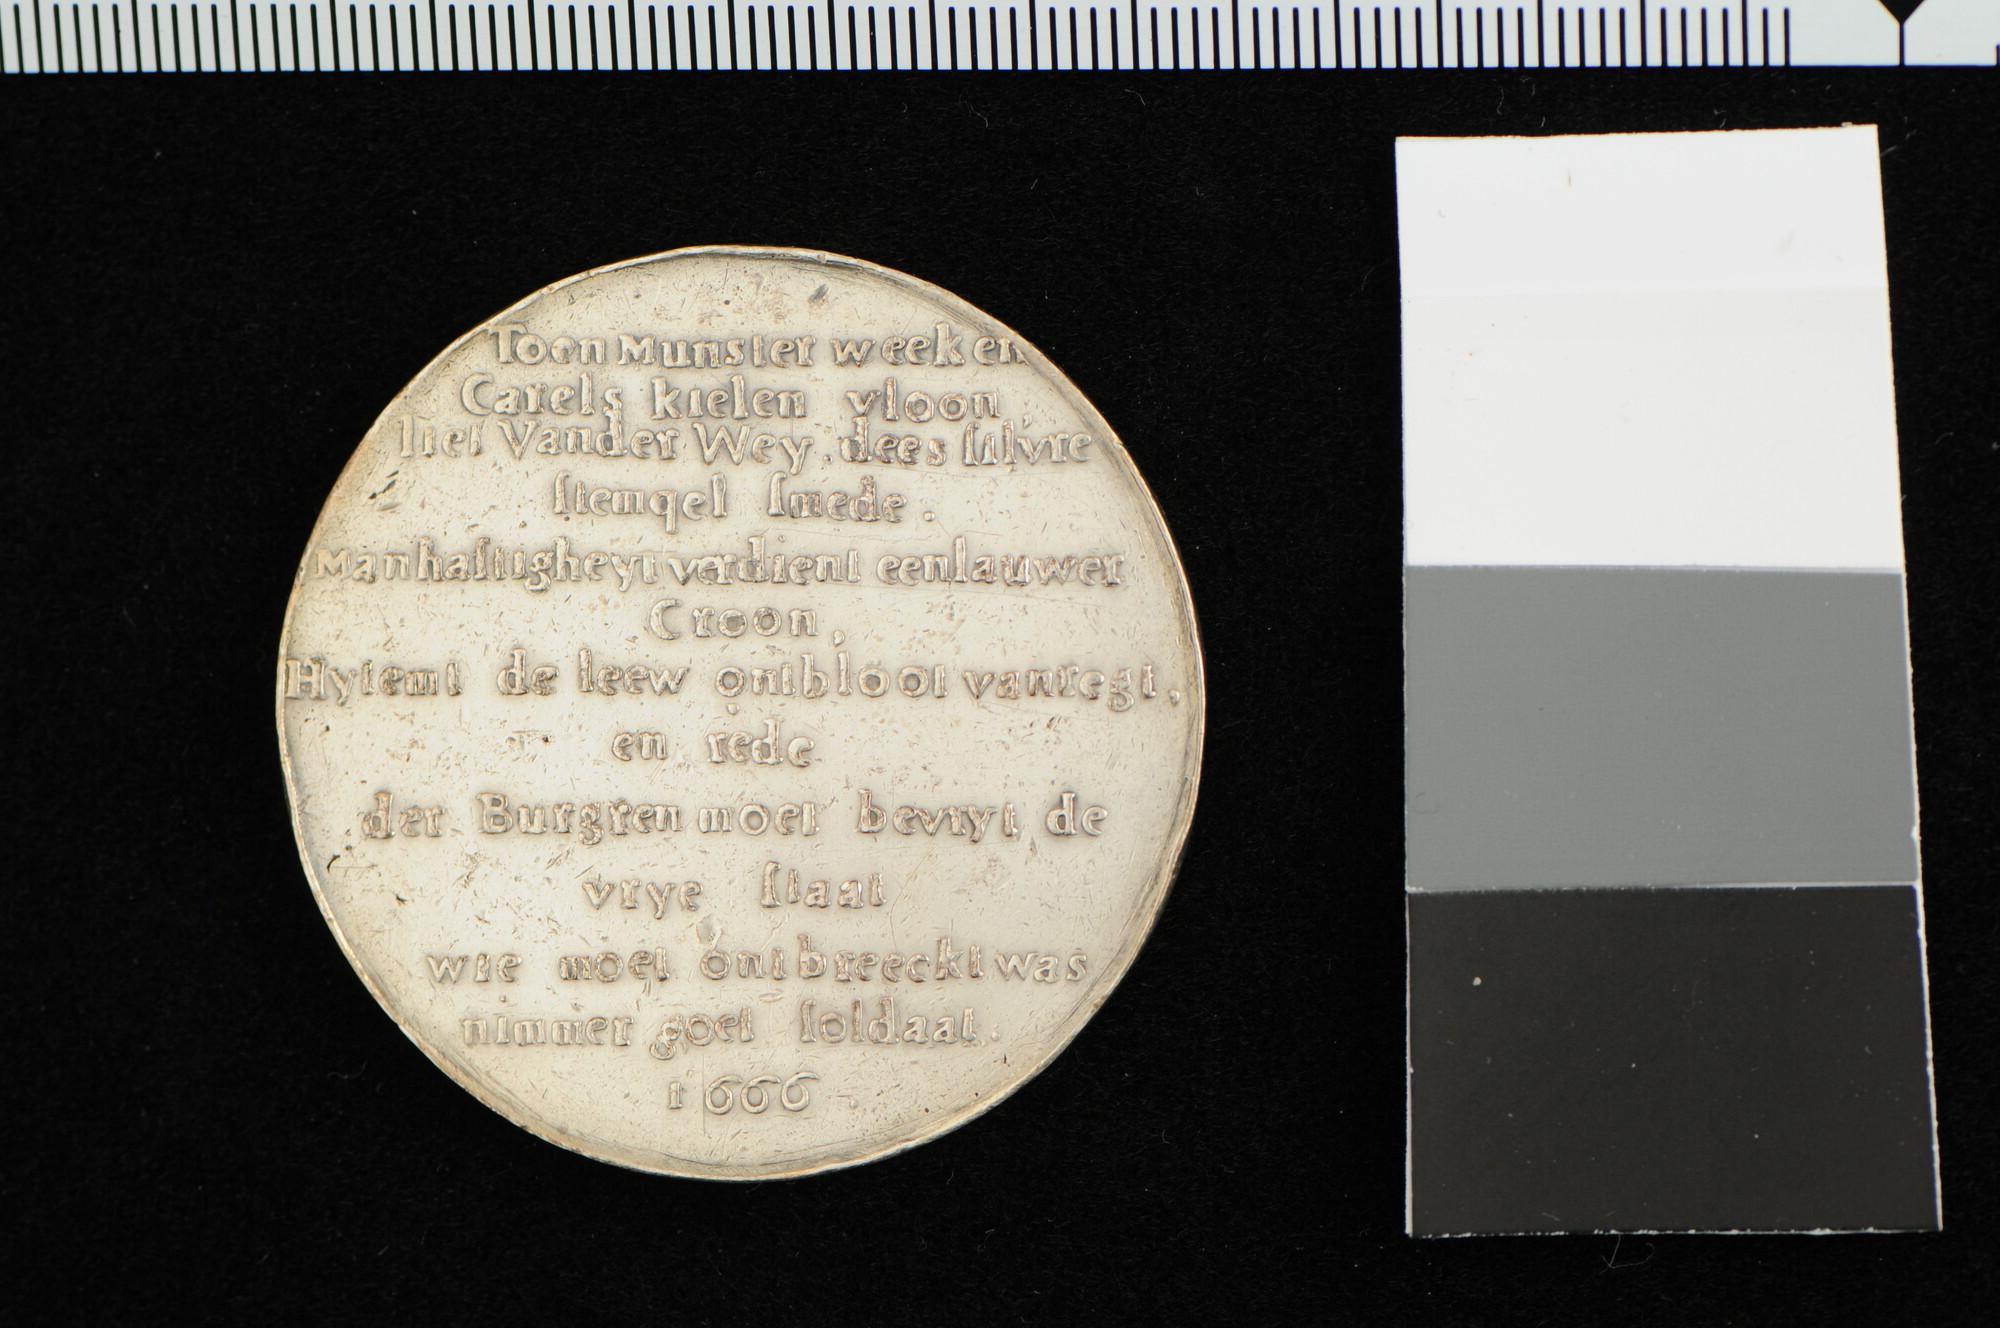 Toen Munster week en
Carels kielen vloon,
liet Vander Wey, dees silvre
stempel smede.
Manhaftigheyt verdient een lauwer
Croon,
Hy temt de leew ontbloot van regt,
en rede
der Burgren moet bevryt de
vrye staat
wie moet ontbreeckt was
nimmer goet soldaat.
1666